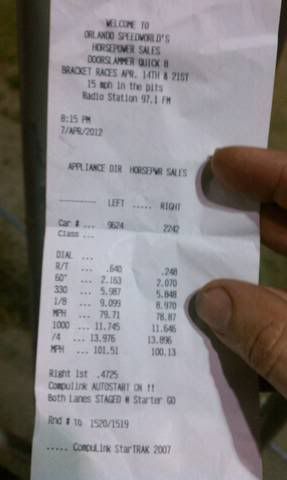 WELCOME TO
ORLANDO SPEEDWORLD'S
HORSEPOWER SALES
DOORSLAMMER QUICK 8
BRACKET RACES APR. 14TH & 21ST
15 mph in the pits
Radio Station 97.1 FM
8:15 PM
7/APR/2012
APPLIANCE DIR HORSEPWR SALES
--------- LEFT ..... RIGHT
Car # ... 9624 2242
Class ...
DIAL ...
R/T ... .640 .248
60" ... 2.163 2.070
330 ... 5.987 5.848
1/8 ... 9.099 8.970
MPH ... 79.71 78.87
1000 ... 11.745 11.646
/4 ... 13.976 13.896
MPH ... 101.51 100.13
Right 1st .4725
Compulink AUTOSTART ON !!
Both Lanes STAGED # Starter GO
Rnd # to 1520/1519
..... CompuLink StarTRAK 2007